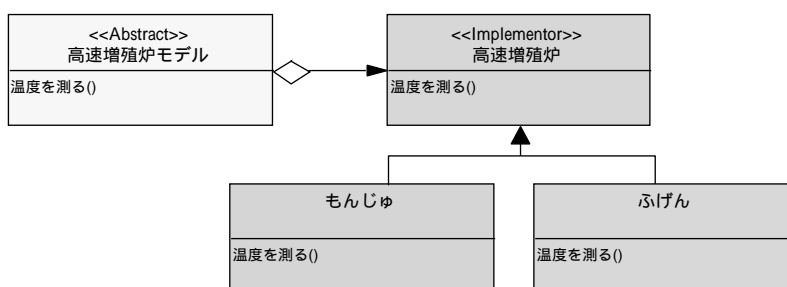 <<Abstract>>
高速増殖炉モデル
温度を測る()
<<Implementor>>
高速増殖炉
温度を測る()
もんじゅ
温度を測る()
ふげん
温度を測る()